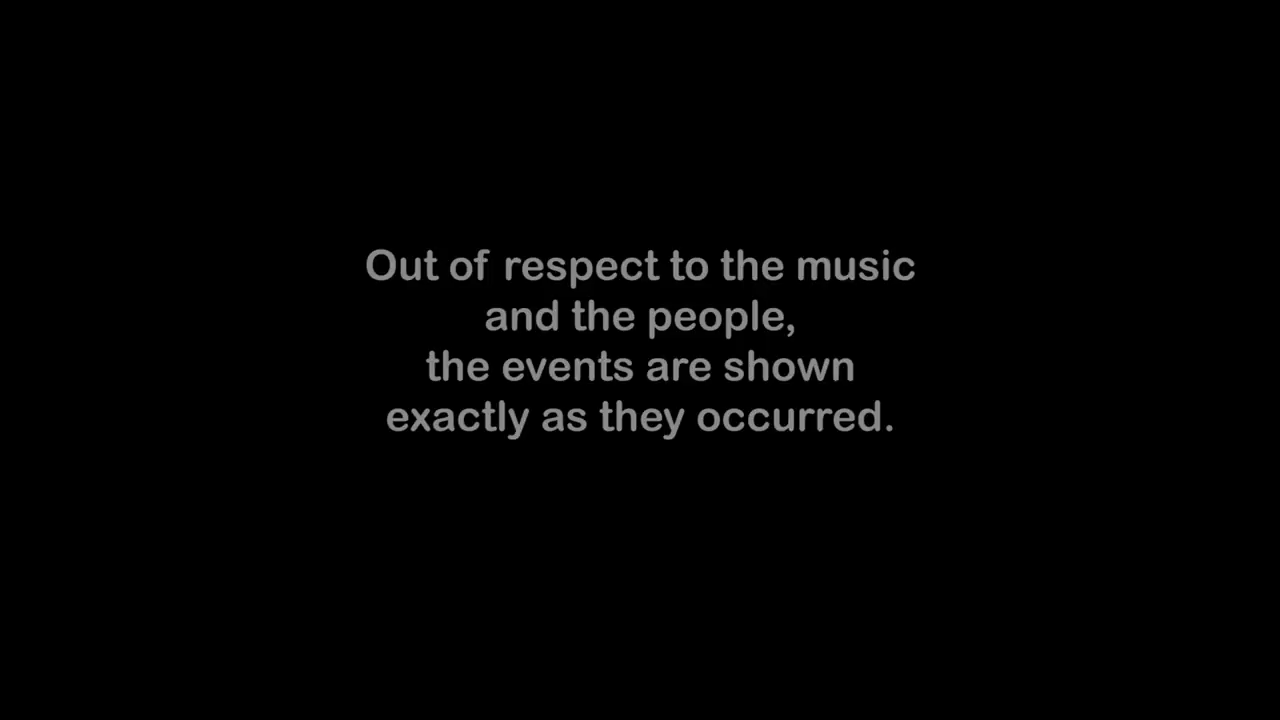 Out of respect to the music
and the people,
the events are shown
exactly as they occurred.